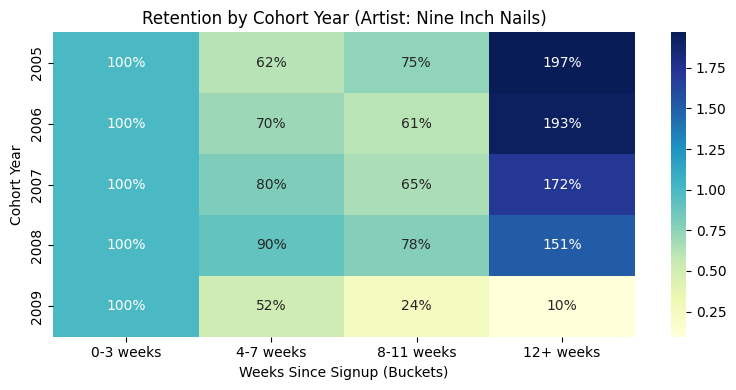 Retention by Cohort Year (Artist: Nine Inch Nails)
Cohort Year
2005 100% 62% 75% 197%
2006 100% 70% 61% 193%
2007 100% 80% 65% 172%
2008 100% 90% 78% 151%
2009 100% 52% 24% 10%
0-3 weeks 4-7 weeks 8-11 weeks 12+ weeks
Weeks Since Signup (Buckets)
1.75
1.50
1.25
1.00
0.75
0.50
0.25